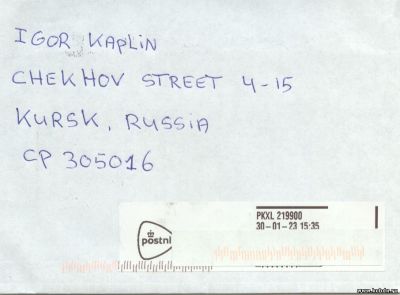 IGOR KAPLIN
CHEKHOV STREET 4-15
KURSK, RUSSIA
CP 305016
postnl
PKXL 219900
30-01-23 15:35